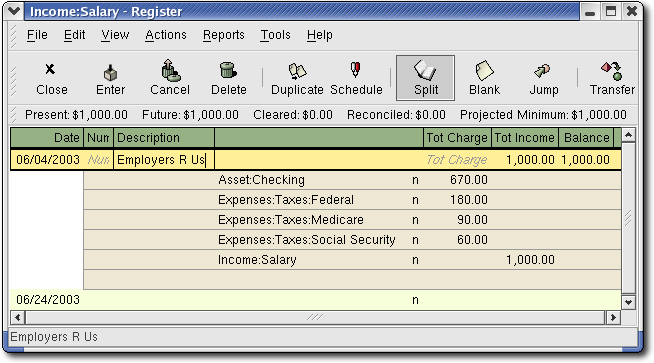 Income:Salary - Register
File Edit View Actions Reports Tools Help
Close Enter Cancel Delete Duplicate Schedule Split Blank Jump Transfer
Present: $1,000.00 Future: $1,000.00 Cleared: $0.00 Reconciled: $0.00 Projected Minimum: $1,000.00
Date Num Description Tot Charge Tot Income Balance
06/04/2003 Num Employers R Us Tot Charge 1,000.00 1,000.00
Asset:Checking n 670.00
Expenses:Taxes:Federal n 180.00
Expenses:Taxes:Medicare n 90.00
Expenses:Taxes:Social Security n 60.00
Income:Salary n 1,000.00
06/24/2003 n
Employers R Us